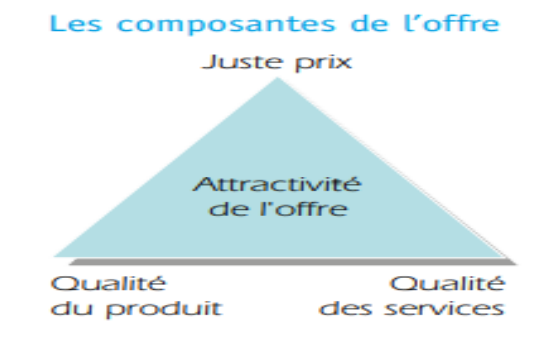 Les composantes de l'offre
Juste prix
Attractivité
de l'offre
Qualité
du produit
Qualité
des services